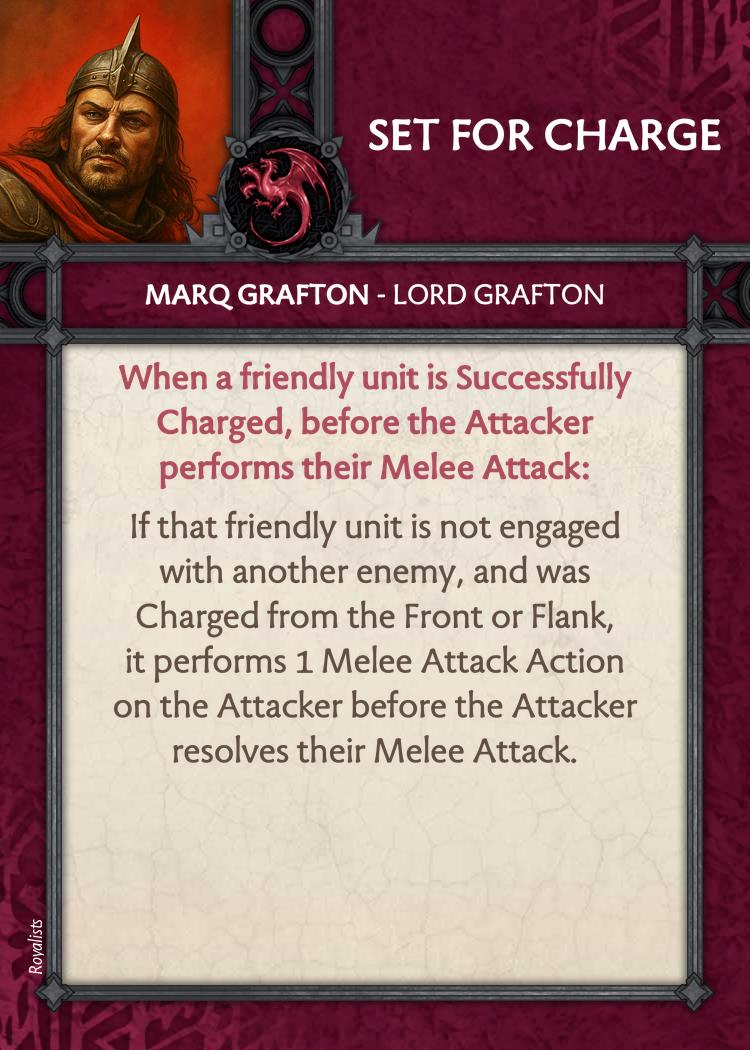 SET FOR CHARGE
MARQ GRAFTON - LORD GRAFTON
When a friendly unit is Successfully
Charged, before the Attacker
performs their Melee Attack:
If that friendly unit is not engaged
with another enemy, and was
Charged from the Front or Flank,
it performs 1 Melee Attack Action
on the Attacker before the Attacker
resolves their Melee Attack.
Royalists